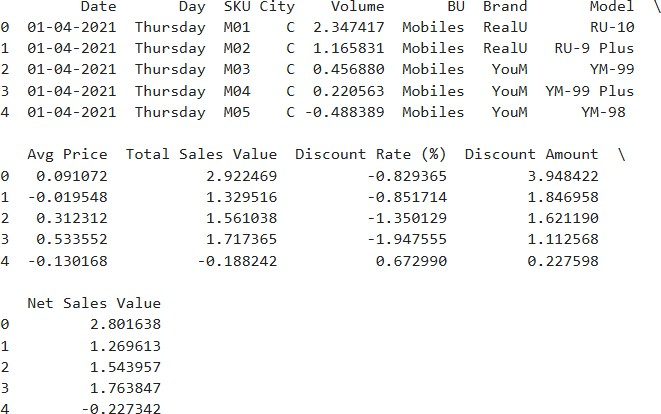 Date Day SKU City Volume BU Brand Model \
0 01-04-2021 Thursday M01 C 2.347417 Mobiles RealU RU-10
1 01-04-2021 Thursday M02 C 1.165831 Mobiles RealU RU-9 Plus
2 01-04-2021 Thursday M03 C 0.456880 Mobiles YouM YM-99
3 01-04-2021 Thursday M04 C 0.220563 Mobiles YouM YM-99 Plus
4 01-04-2021 Thursday M05 C -0.488389 Mobiles YouM YM-98
Avg Price Total Sales Value Discount Rate (%) Discount Amount \
0 0.091072 2.922469 -0.829365 3.948422
1 -0.019548 1.329516 -0.851714 1.846958
2 0.312312 1.561038 -1.350129 1.621190
3 0.533552 1.717365 -1.947555 1.112568
4 -0.130168 -0.188242 0.672990 0.227598
Net Sales Value
0 2.801638
1 1.269613
2 1.543957
3 1.763847
4 -0.227342